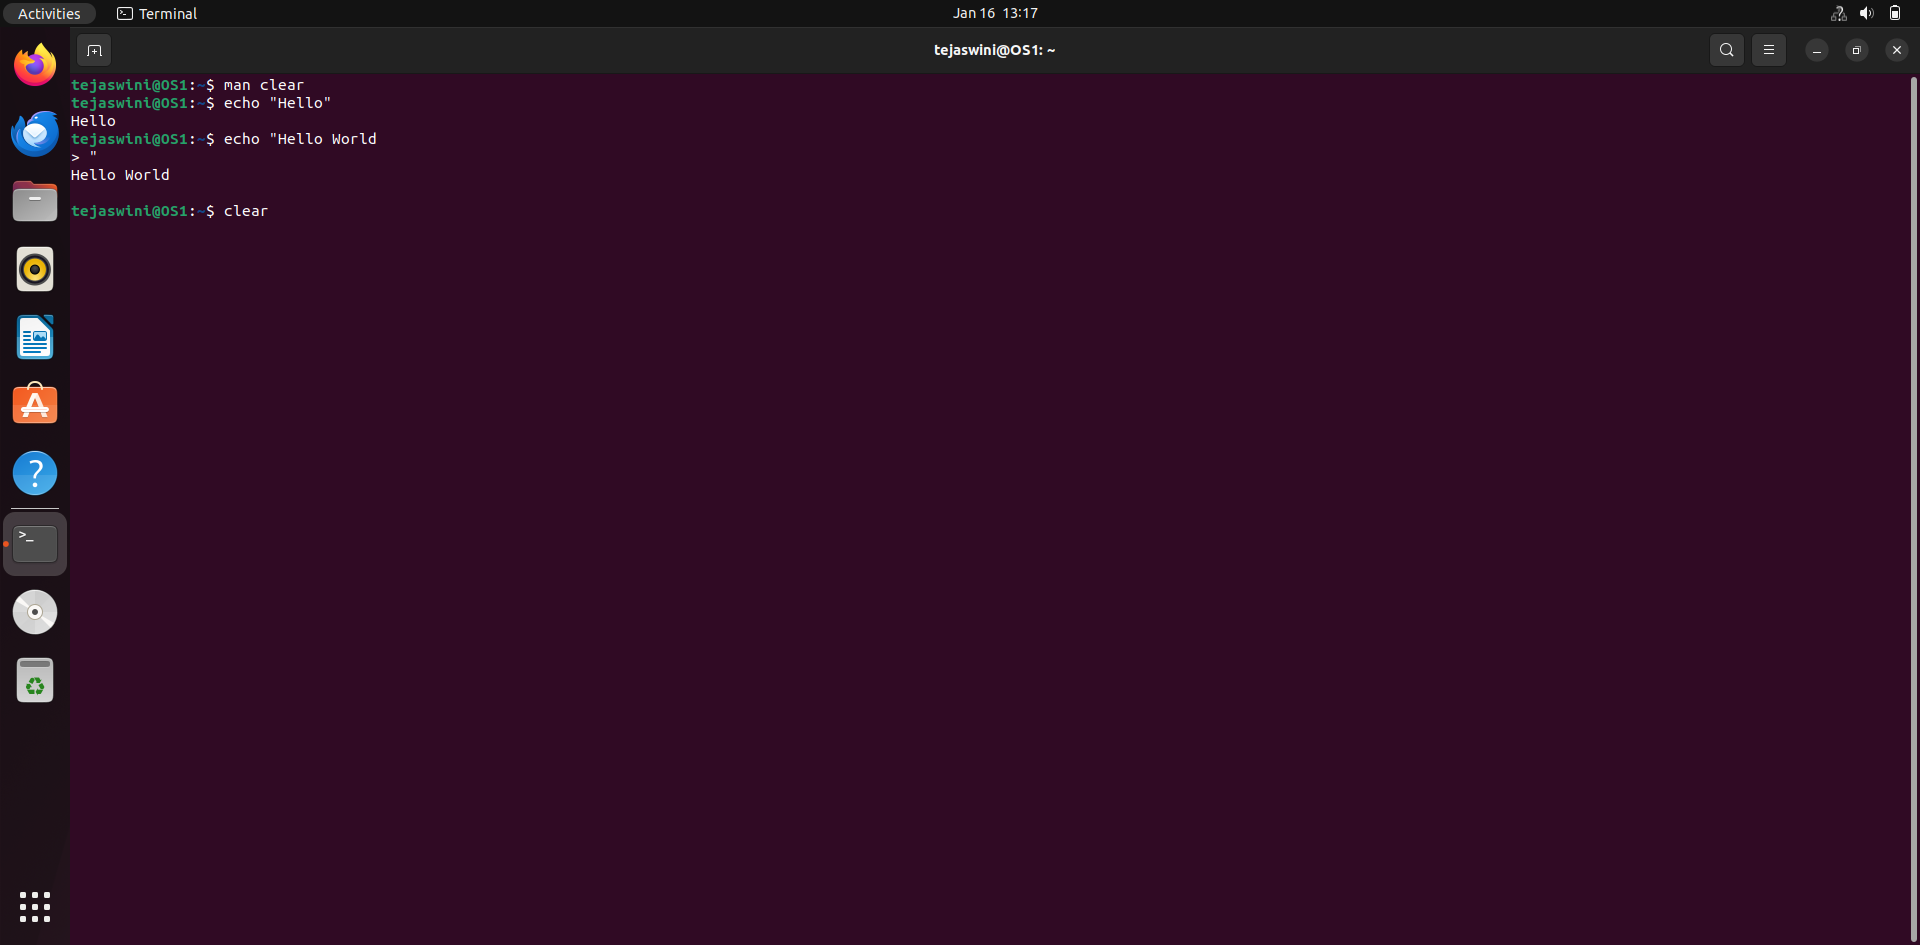 Activities Terminal Jan 16 13:17
tejaswini@OS1: ~
tejaswini@OS1:~$ man clear
tejaswini@OS1:~$ echo "Hello"
Hello
tejaswini@OS1:~$ echo "Hello World
> "
Hello World
tejaswini@OS1:~$ clear